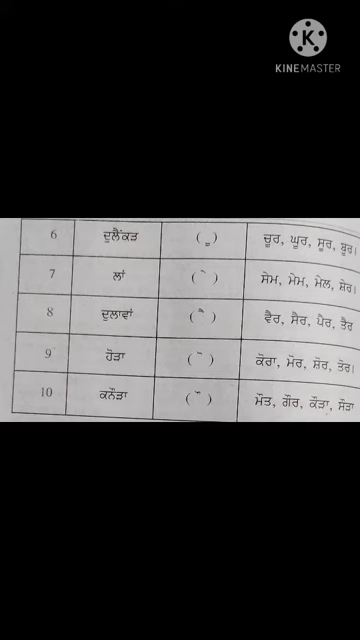 KINEMASTER
6 ਦੁਲੈਂਕੜ ( ੂ ) ਚੂਰ, ਘੂਰ, ਸੂਰ, ਬੂਰ।
7 ਲਾਂ ( ੇ ) ਸੇਮ, ਮੇਮ, ਮੇਲ, ਸ਼ੇਰ।
8 ਦੁਲਾਵਾਂ ( ੈ ) ਵੈਰ, ਸੈਰ, ਪੈਰ, ਤੈਰ
9 ਹੋੜਾ ( ੋ ) ਕੋਰਾ, ਮੋਰ, ਸ਼ੋਰ, ਤੋਰ।
10 ਕਨੌੜਾ ( ੌ ) ਮੌਤ, ਗੌਰ, ਕੌੜਾ, ਸੌੜਾ